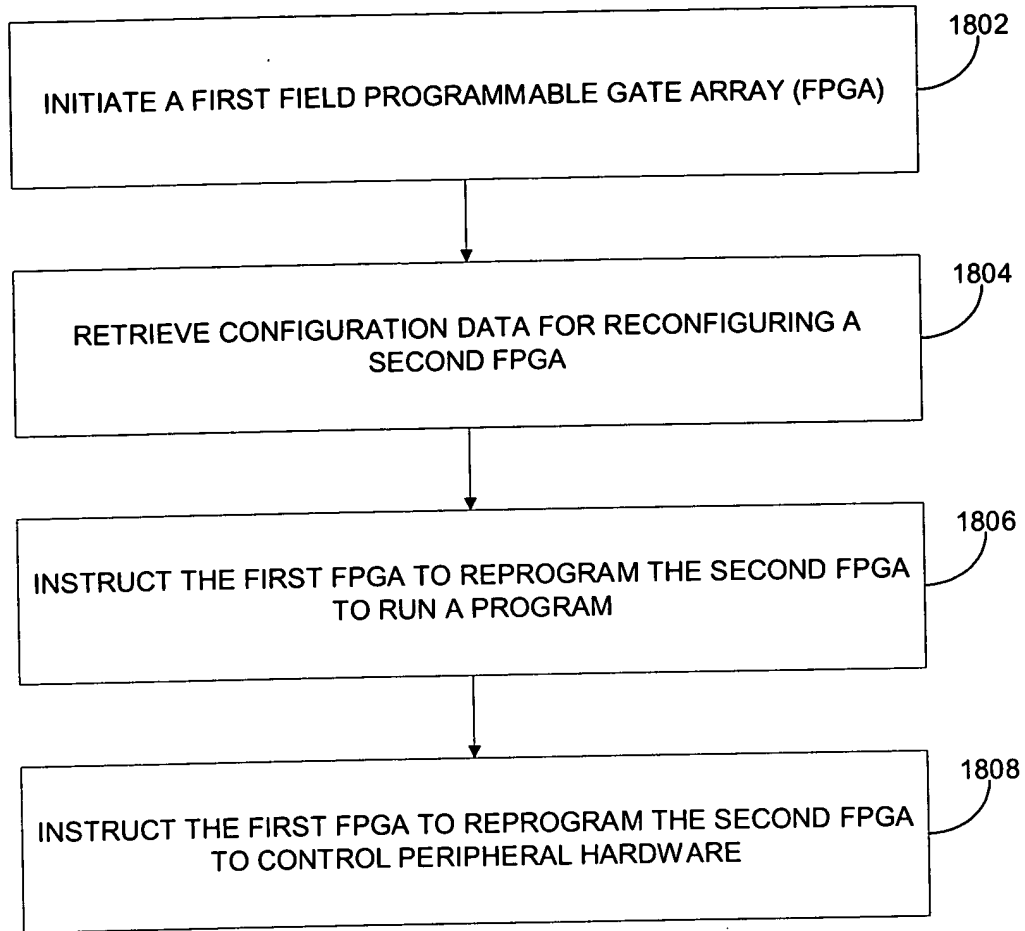 1802
INITIATE A FIRST FIELD PROGRAMMABLE GATE ARRAY (FPGA)
1804
RETRIEVE CONFIGURATION DATA FOR RECONFIGURING A
SECOND FPGA
1806
INSTRUCT THE FIRST FPGA TO REPROGRAM THE SECOND FPGA
TO RUN A PROGRAM
1808
INSTRUCT THE FIRST FPGA TO REPROGRAM THE SECOND FPGA
TO CONTROL PERIPHERAL HARDWARE